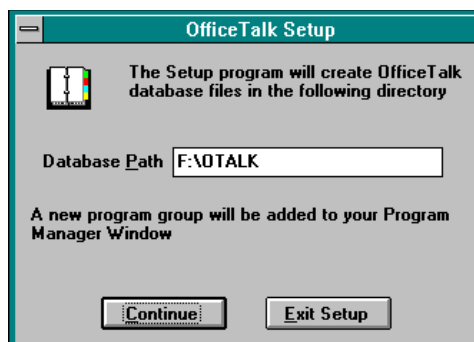 OfficeTalk Setup
The Setup program will create OfficeTalk
database files in the following directory
Database Path F:\OTALK
A new program group will be added to your Program
Manager Window
Continue Exit Setup